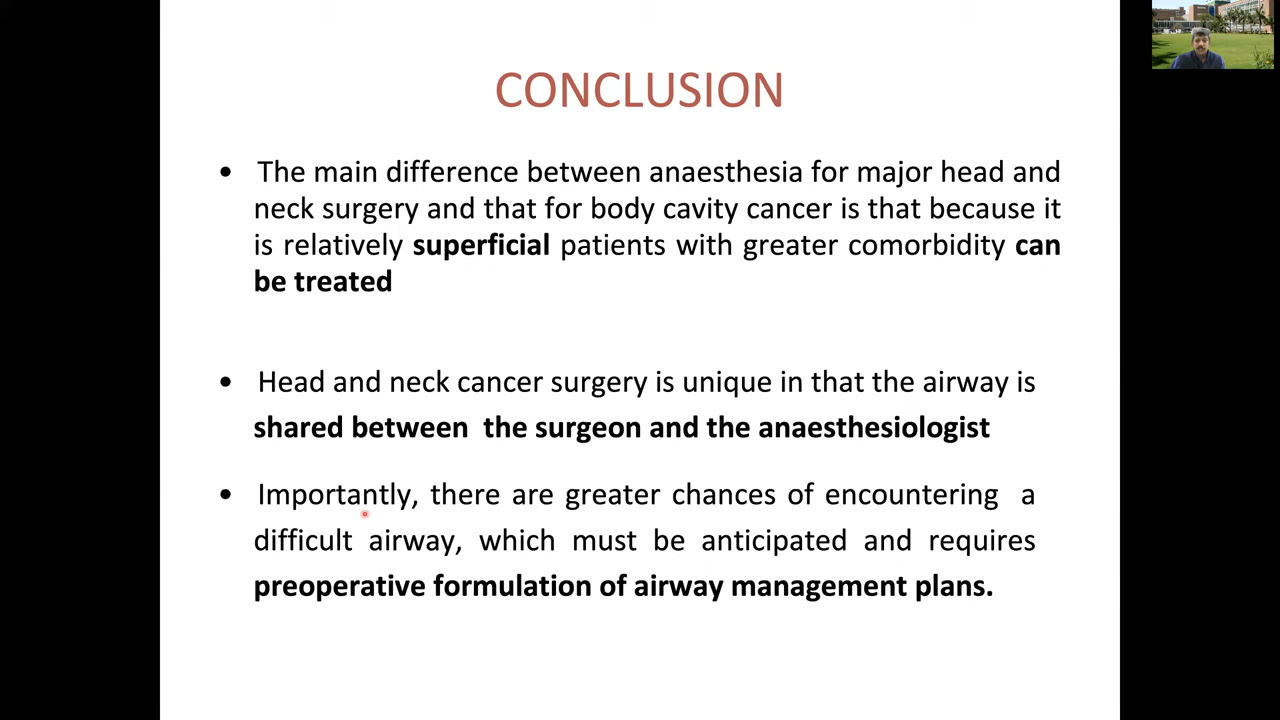 CONCLUSION
• The main difference between anaesthesia for major head and
neck surgery and that for body cavity cancer is that because it
is relatively superficial patients with greater comorbidity can
be treated
• Head and neck cancer surgery is unique in that the airway is
shared between the surgeon and the anaesthesiologist
• Importantly, there are greater chances of encountering a
difficult airway, which must be anticipated and requires
preoperative formulation of airway management plans.